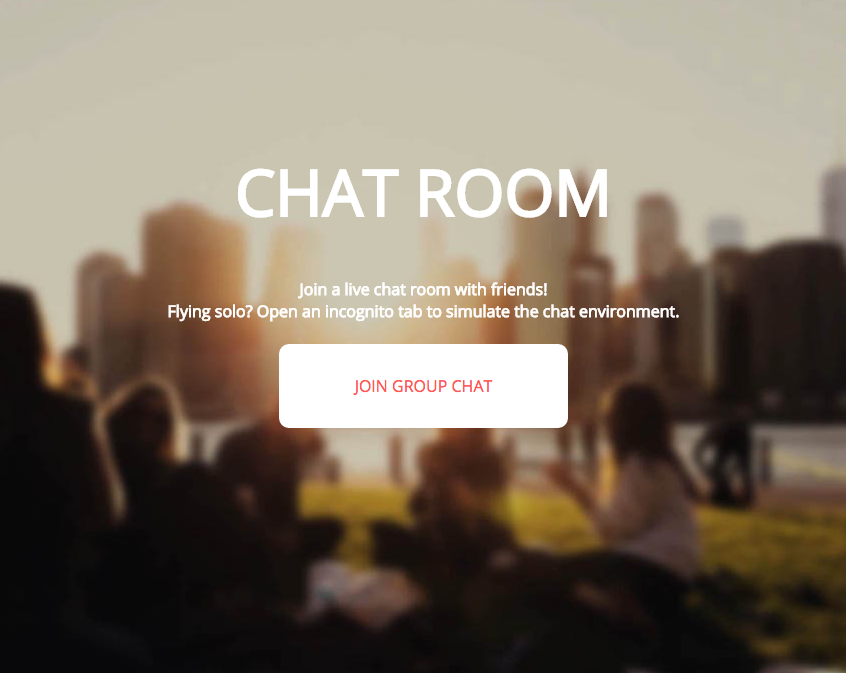 CHAT ROOM
Join a live chat room with friends!
Flying solo? Open an incognito tab to simulate the chat environment.
JOIN GROUP CHAT